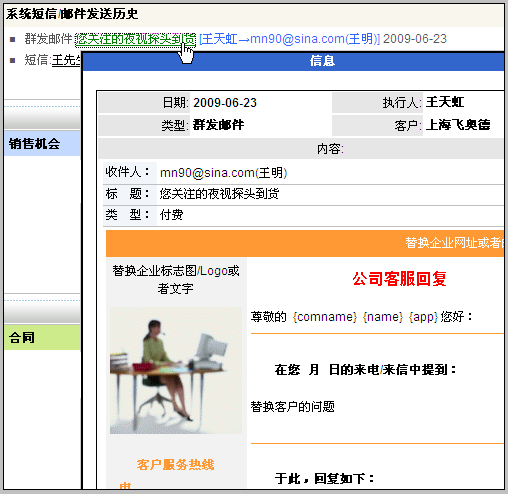 系统短信/邮件发送历史
群发邮件:您关注的夜视探头到货 [王天虹→mn90@sina.com(王明)] 2009-06-23
短信:王先生
信息
日期: 2009-06-23 执行人: 王天虹
类型: 群发邮件 客户: 上海飞奥德
内容:
收件人: mn90@sina.com(王明)
标 题: 您关注的夜视探头到货
类 型: 付费
销售机会
合同
替换企业网址或者
替换企业标志图/Logo或者文字
公司客服回复
尊敬的 {comname} {name} {app} 您好:
在您 月 日的来电/来信中提到:
替换客户的问题
客户服务热线
于此,回复如下: